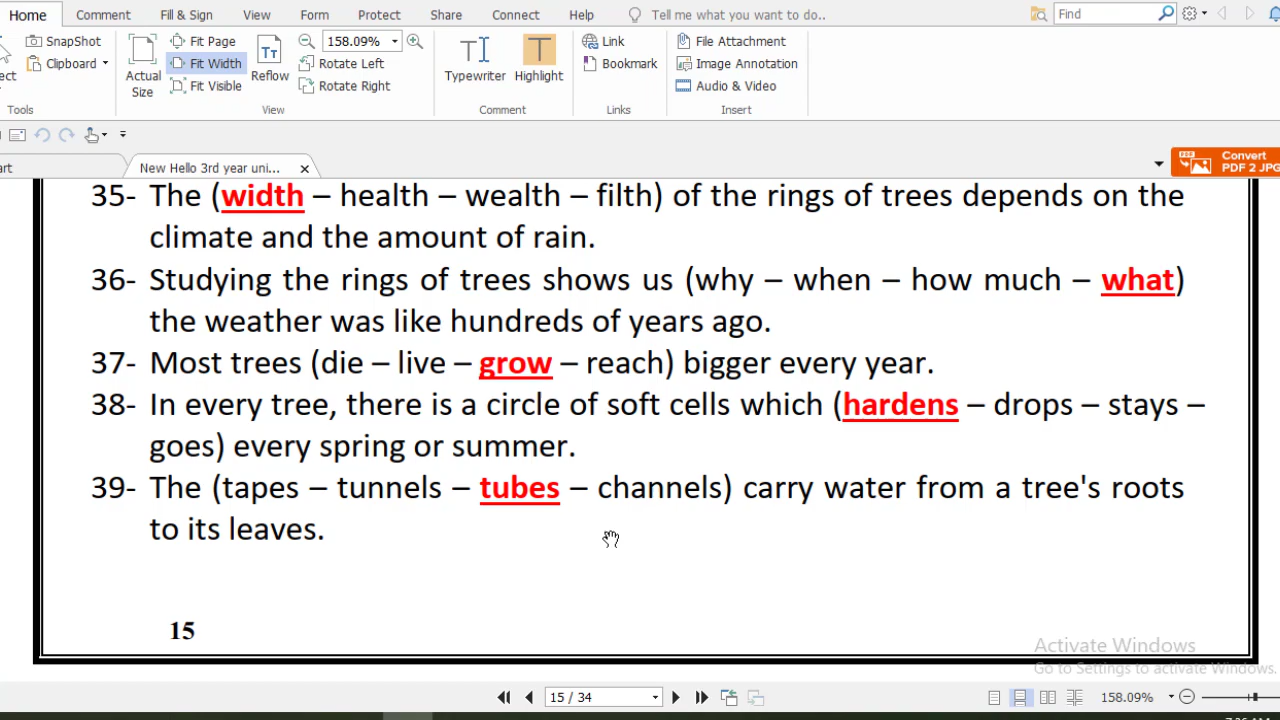 Home Comment Fill & Sign View Form Protect Share Connect Help Tell me what you want to do.. Find
SnapShot Fit Page 158.09% Link File Attachment
Clipboard Actual Size Fit Width Reflow Rotate Left Typewriter Highlight Bookmark Image Annotation
Fit Visible Rotate Right Audio & Video
Tools View Comment Links Insert
New Hello 3rd year uni... Convert
PDF 2 JPG
35- The (width – health – wealth – filth) of the rings of trees depends on the
climate and the amount of rain.
36- Studying the rings of trees shows us (why – when – how much – what)
the weather was like hundreds of years ago.
37- Most trees (die – live – grow – reach) bigger every year.
38- In every tree, there is a circle of soft cells which (hardens – drops – stays –
goes) every spring or summer.
39- The (tapes – tunnels – tubes – channels) carry water from a tree's roots
to its leaves.
15
Activate Windows
Go to Settings to activate Windows.
15 / 34 158.09%